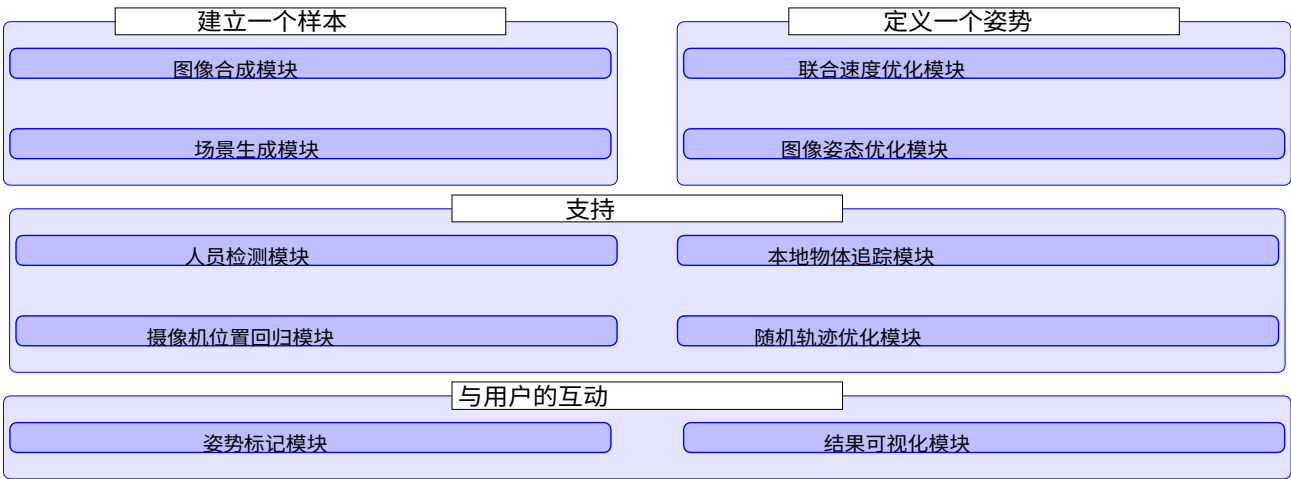 建立一个样本
图像合成模块
场景生成模块
定义一个姿势
联合速度优化模块
图像姿态优化模块
支持
人员检测模块
本地物体追踪模块
摄像机位置回归模块
随机轨迹优化模块
与用户的互动
姿势标记模块
结果可视化模块